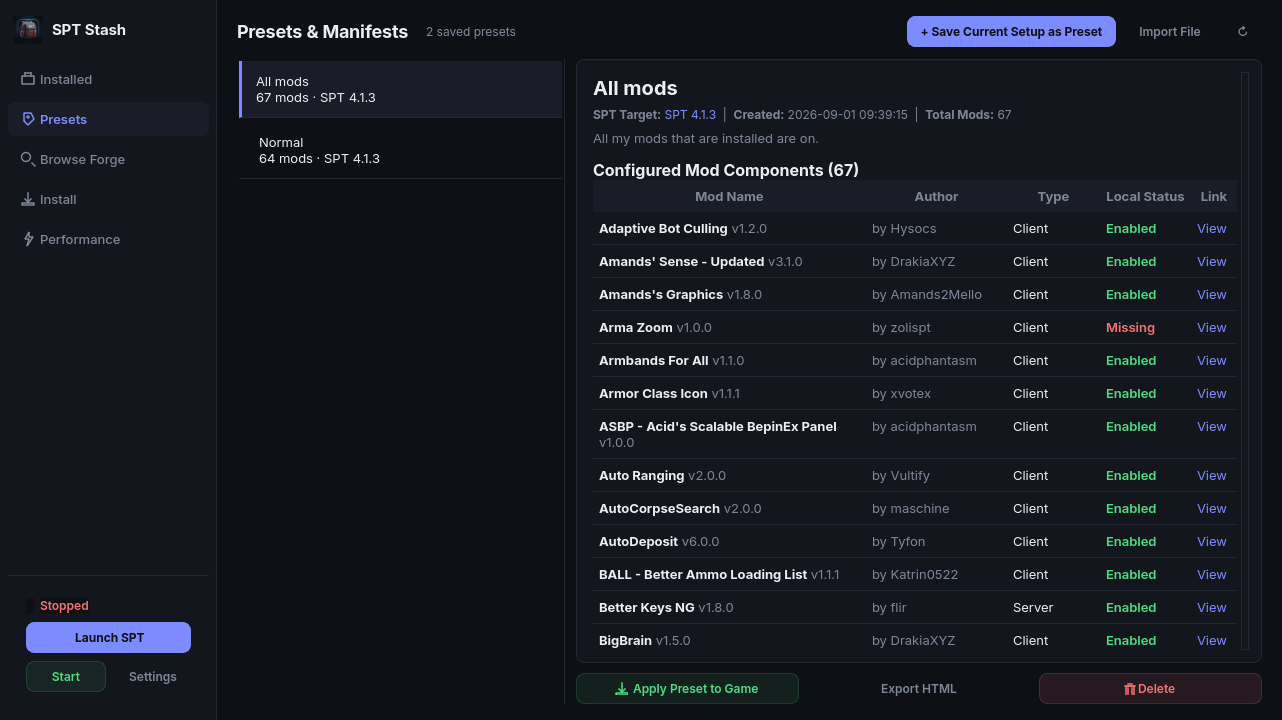 SPT Stash
Installed
Presets
Browse Forge
Install
Performance
Stopped
Launch SPT
Start Settings
Presets & Manifests 2 saved presets
+ Save Current Setup as Preset Import File ↻
All mods
67 mods · SPT 4.1.3
Normal
64 mods · SPT 4.1.3
All mods
SPT Target: SPT 4.1.3 | Created: 2026-09-01 09:39:15 | Total Mods: 67
All my mods that are installed are on.
Configured Mod Components (67)
Mod Name Author Type Local Status Link
Adaptive Bot Culling v1.2.0 by Hysocs Client Enabled View
Amands' Sense - Updated v3.1.0 by DrakiaXYZ Client Enabled View
Amands's Graphics v1.8.0 by Amands2Mello Client Enabled View
Arma Zoom v1.0.0 by zolispt Client Missing View
Armbands For All v1.1.0 by acidphantasm Client Enabled View
Armor Class Icon v1.1.1 by xvotex Client Enabled View
ASBP - Acid's Scalable BepinEx Panel by acidphantasm Client Enabled View
v1.0.0
Auto Ranging v2.0.0 by Vultify Client Enabled View
AutoCorpseSearch v2.0.0 by maschine Client Enabled View
AutoDeposit v6.0.0 by Tyfon Client Enabled View
BALL - Better Ammo Loading List v1.1.1 by Katrin0522 Client Enabled View
Better Keys NG v1.8.0 by flir Server Enabled View
BigBrain v1.5.0 by DrakiaXYZ Client Enabled View
Apply Preset to Game Export HTML Delete